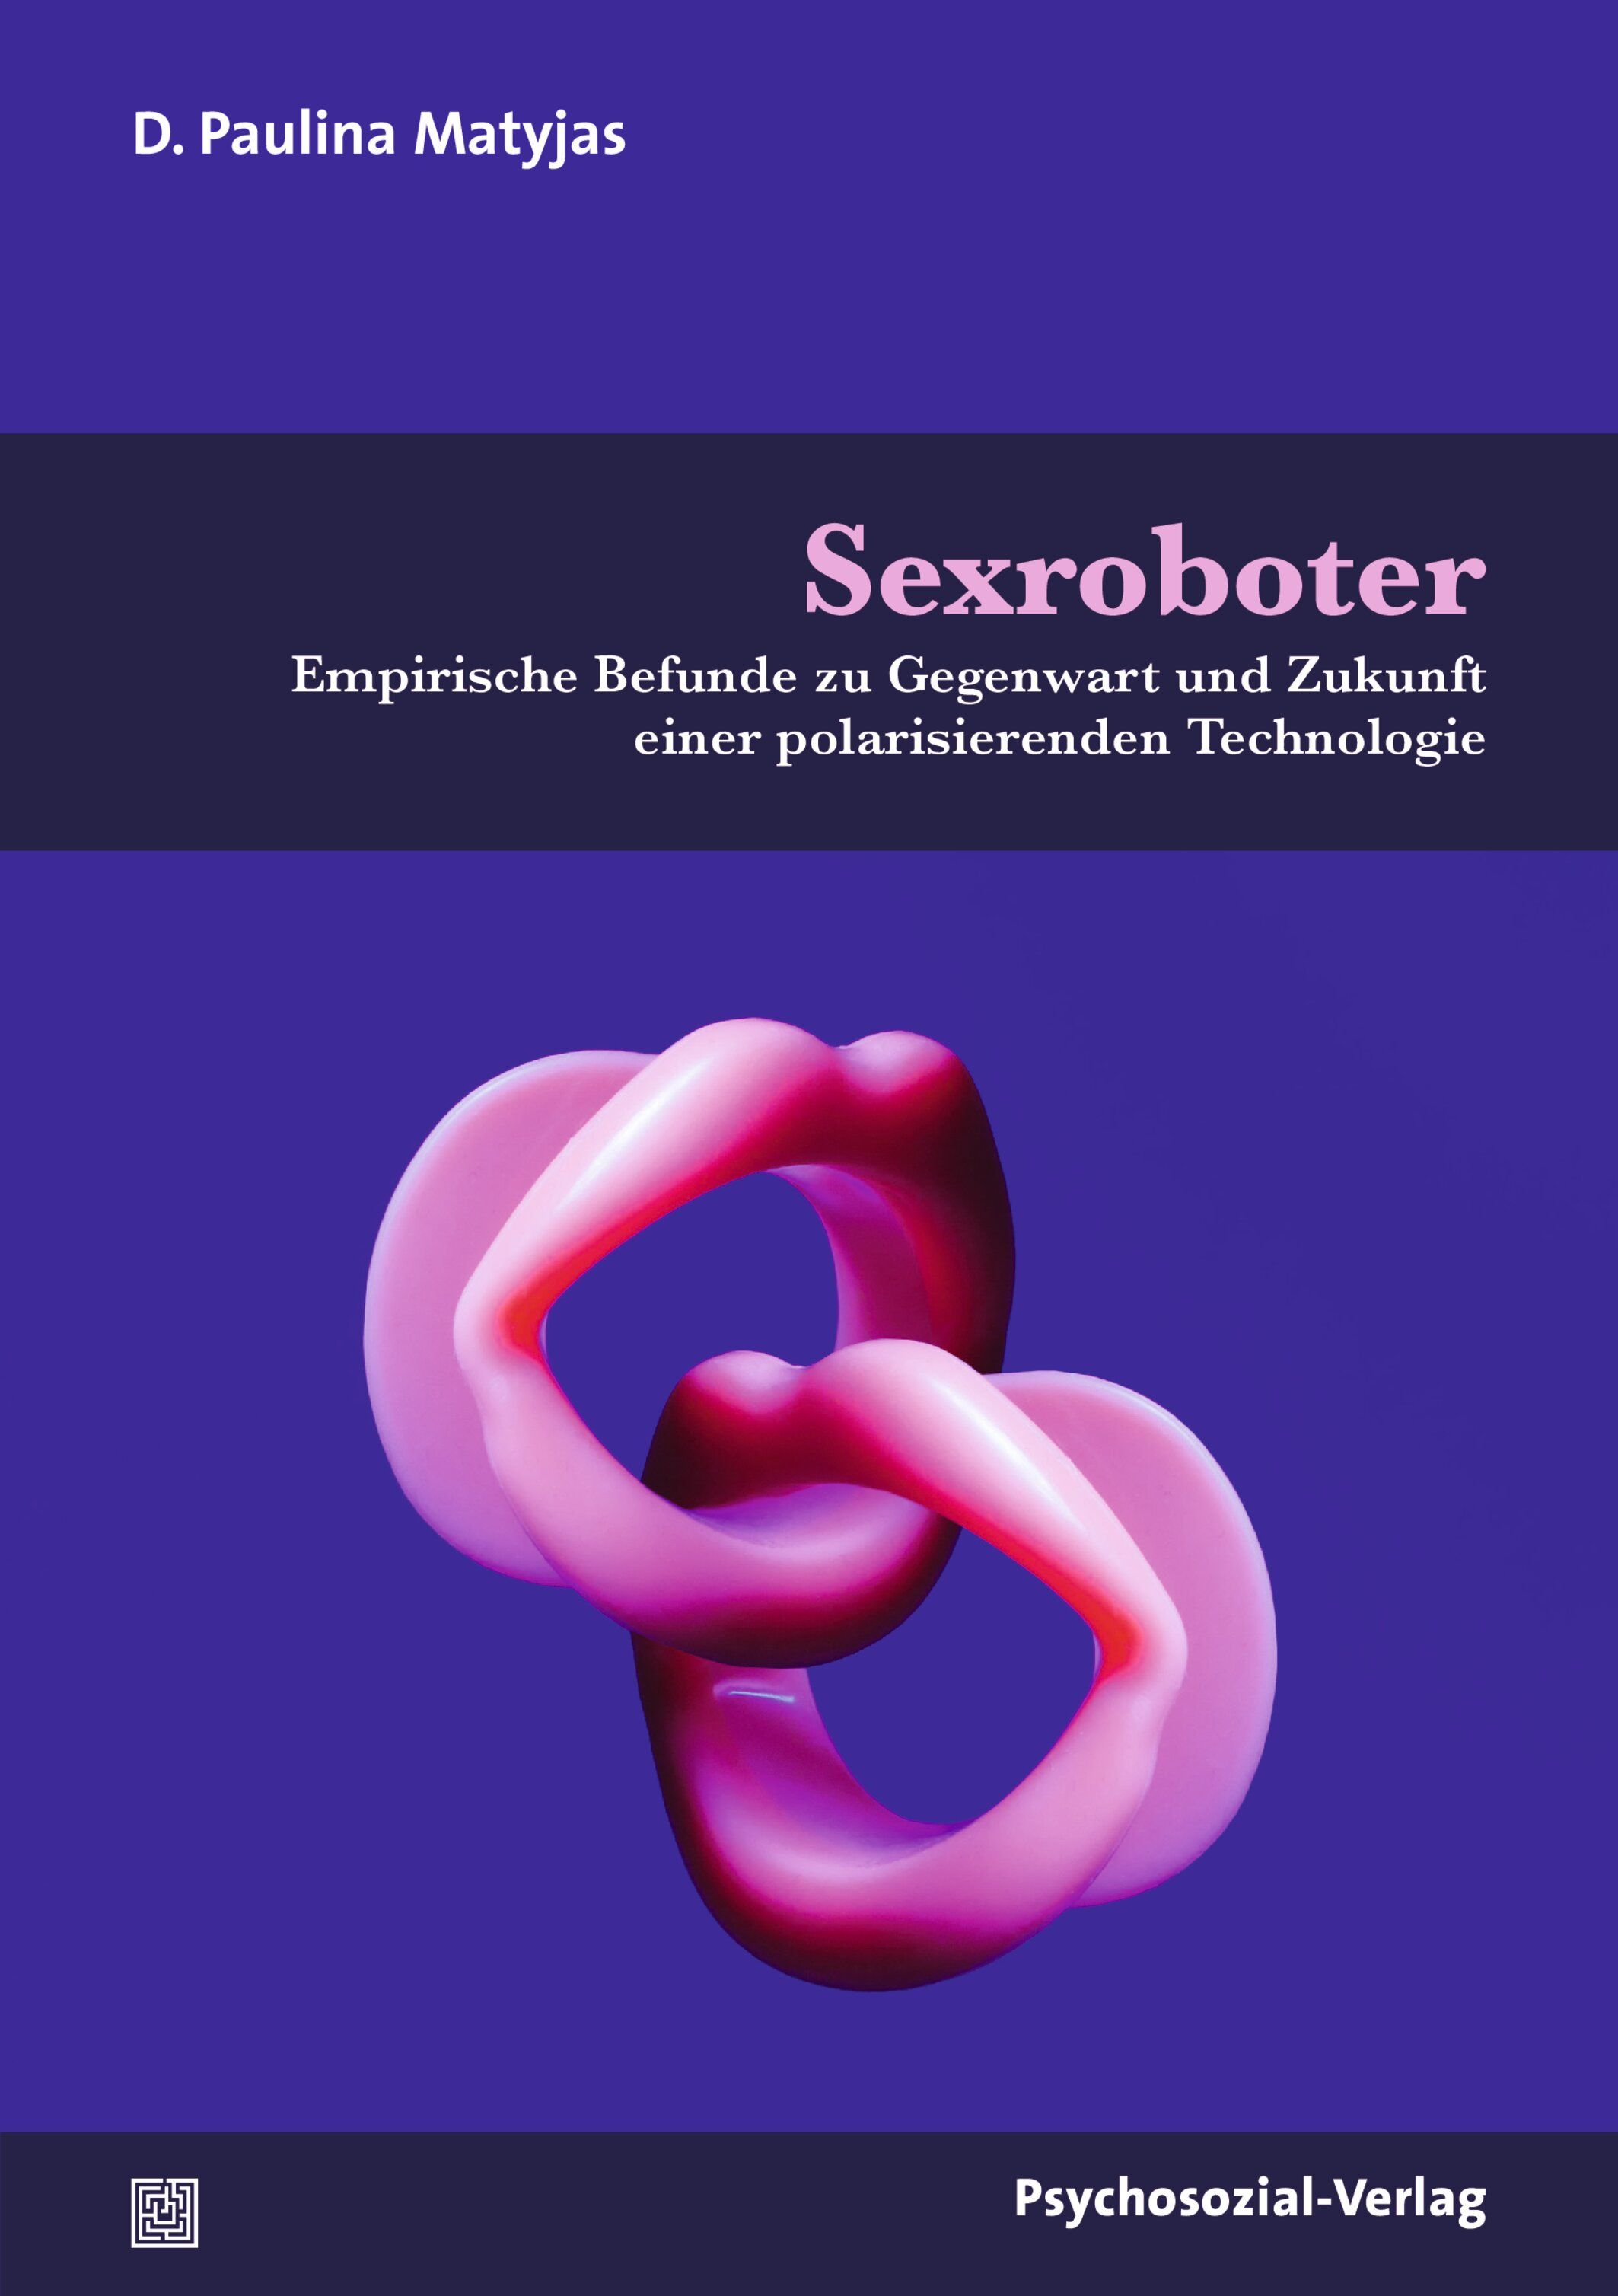 D. Paulina Matyjas
Sexroboter
Empirische Befunde zu Gegenwart und Zukunft
einer polarisierenden Technologie
Psychosozial-Verlag